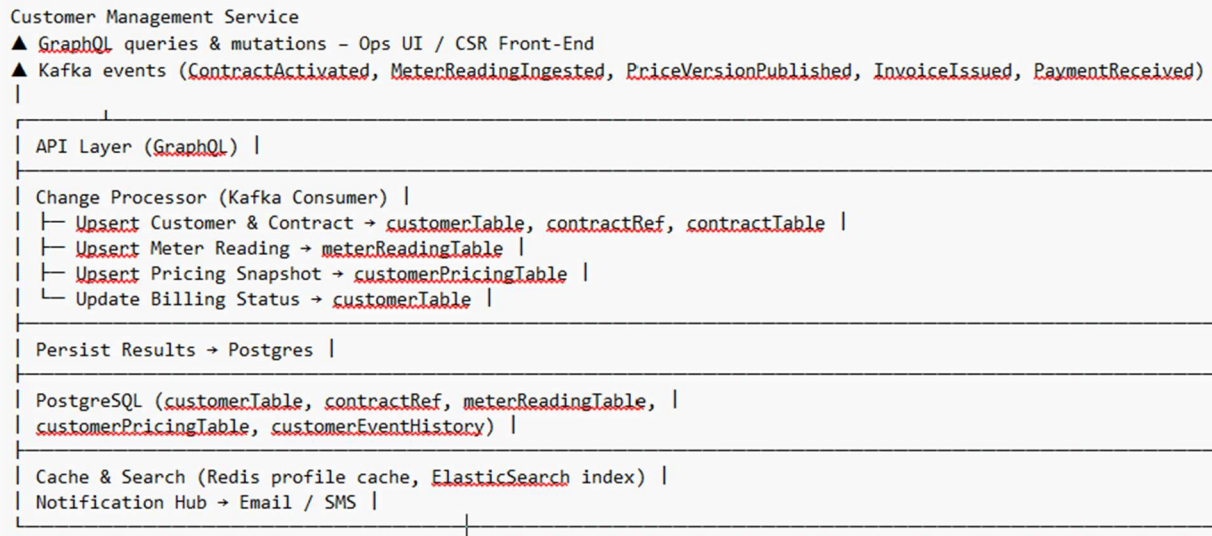 Customer Management Service
▲ GraphQL queries & mutations – Ops UI / CSR Front-End
▲ Kafka events (ContractActivated, MeterReadingIngested, PriceVersionPublished, InvoiceIssued, PaymentReceived)
│ API Layer (GraphQL) │
│ Change Processor (Kafka Consumer) │
│ ├─ Upsert Customer & Contract → customerTable, contractRef, contractTable │
│ ├─ Upsert Meter Reading → meterReadingTable │
│ ├─ Upsert Pricing Snapshot → customerPricingTable │
│ └─ Update Billing Status → customerTable │
│ Persist Results → Postgres │
│ PostgreSQL (customerTable, contractRef, meterReadingTable, │
│ customerPricingTable, customerEventHistory) │
│ Cache & Search (Redis profile cache, ElasticSearch index) │
│ Notification Hub → Email / SMS │